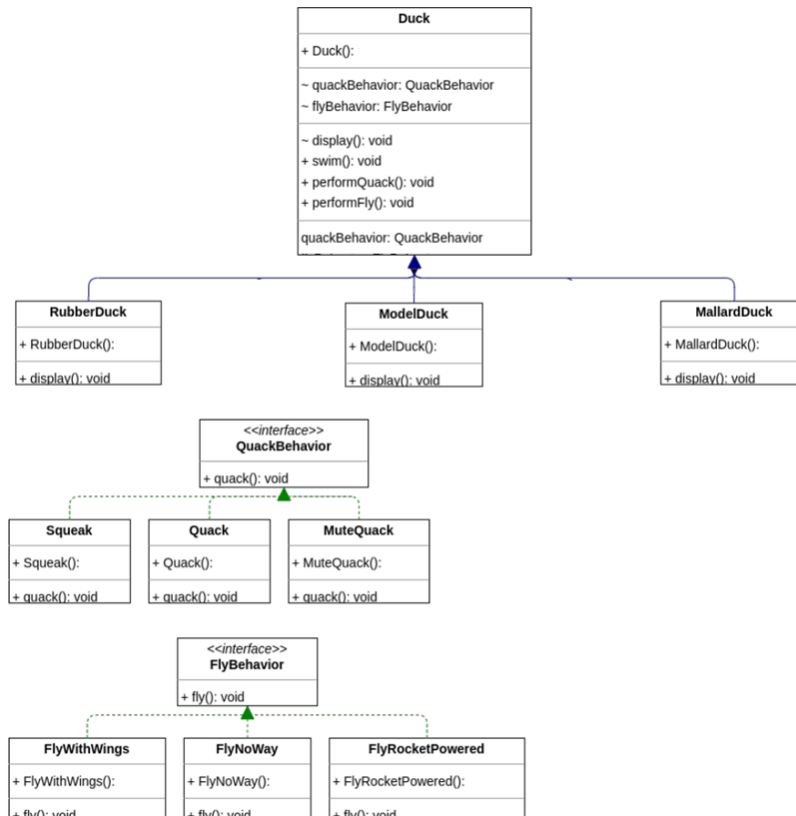 Duck
+ Duck():
~ quackBehavior: QuackBehavior
~ flyBehavior: FlyBehavior
~ display(): void
+ swim(): void
+ performQuack(): void
+ performFly(): void
quackBehavior: QuackBehavior
RubberDuck
+ RubberDuck():
+ display(): void
ModelDuck
+ ModelDuck():
+ display(): void
MallardDuck
+ MallardDuck():
+ display(): void
<<interface>>
QuackBehavior
+ quack(): void
Squeak
+ Squeak():
+ quack(): void
Quack
+ Quack():
+ quack(): void
MuteQuack
+ MuteQuack():
+ quack(): void
<<interface>>
FlyBehavior
+ fly(): void
FlyWithWings
+ FlyWithWings():
+ fly(): void
FlyNoWay
+ FlyNoWay():
+ fly(): void
FlyRocketPowered
+ FlyRocketPowered():
+ fly(): void